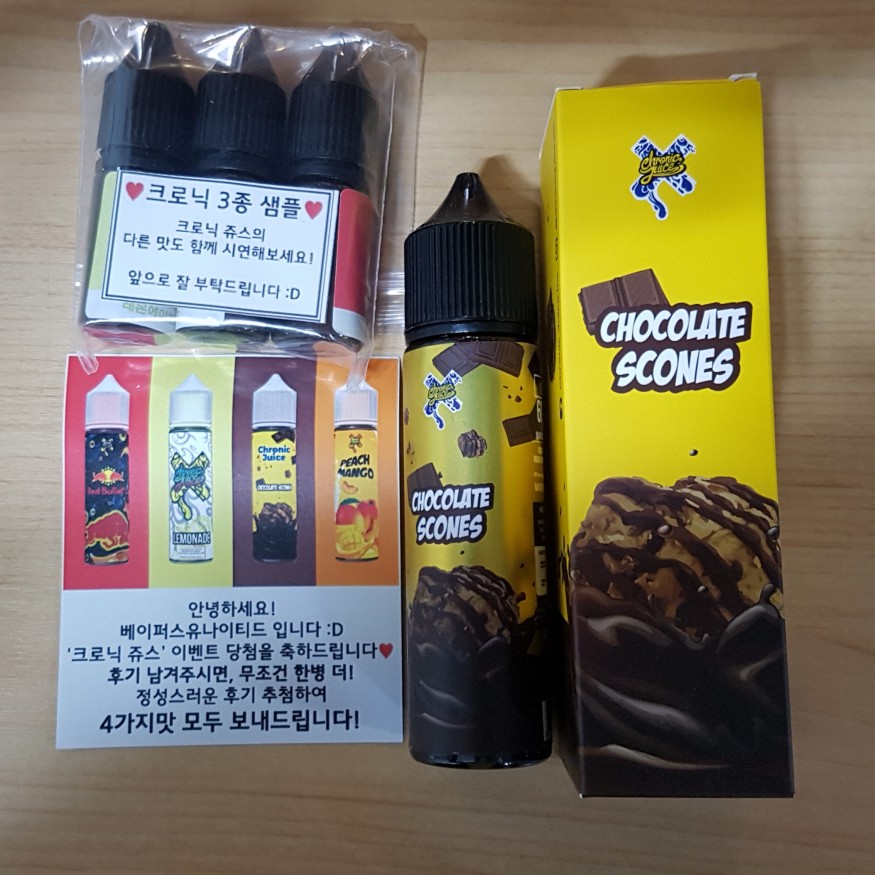 ♥크로닉 3종 샘플♥
크로닉 쥬스의
다른 맛도 함께 시연해보세요!
앞으로 잘 부탁드립니다 :D
Red Bullet
LEMONADE
Chronic
Juice
CHOCOLATE SCONES
PEACH
MANGO
안녕하세요!
베이퍼스유나이티드 입니다 :D
'크로닉 쥬스' 이벤트 당첨을 축하드립니다♥
후기 남겨주시면, 무조건 한병 더!
정성스러운 후기 추첨하여
4가지맛 모두 보내드립니다!
Chronic
Juice
CHOCOLATE
SCONES
Chronic
Juice
CHOCOLATE
SCONES